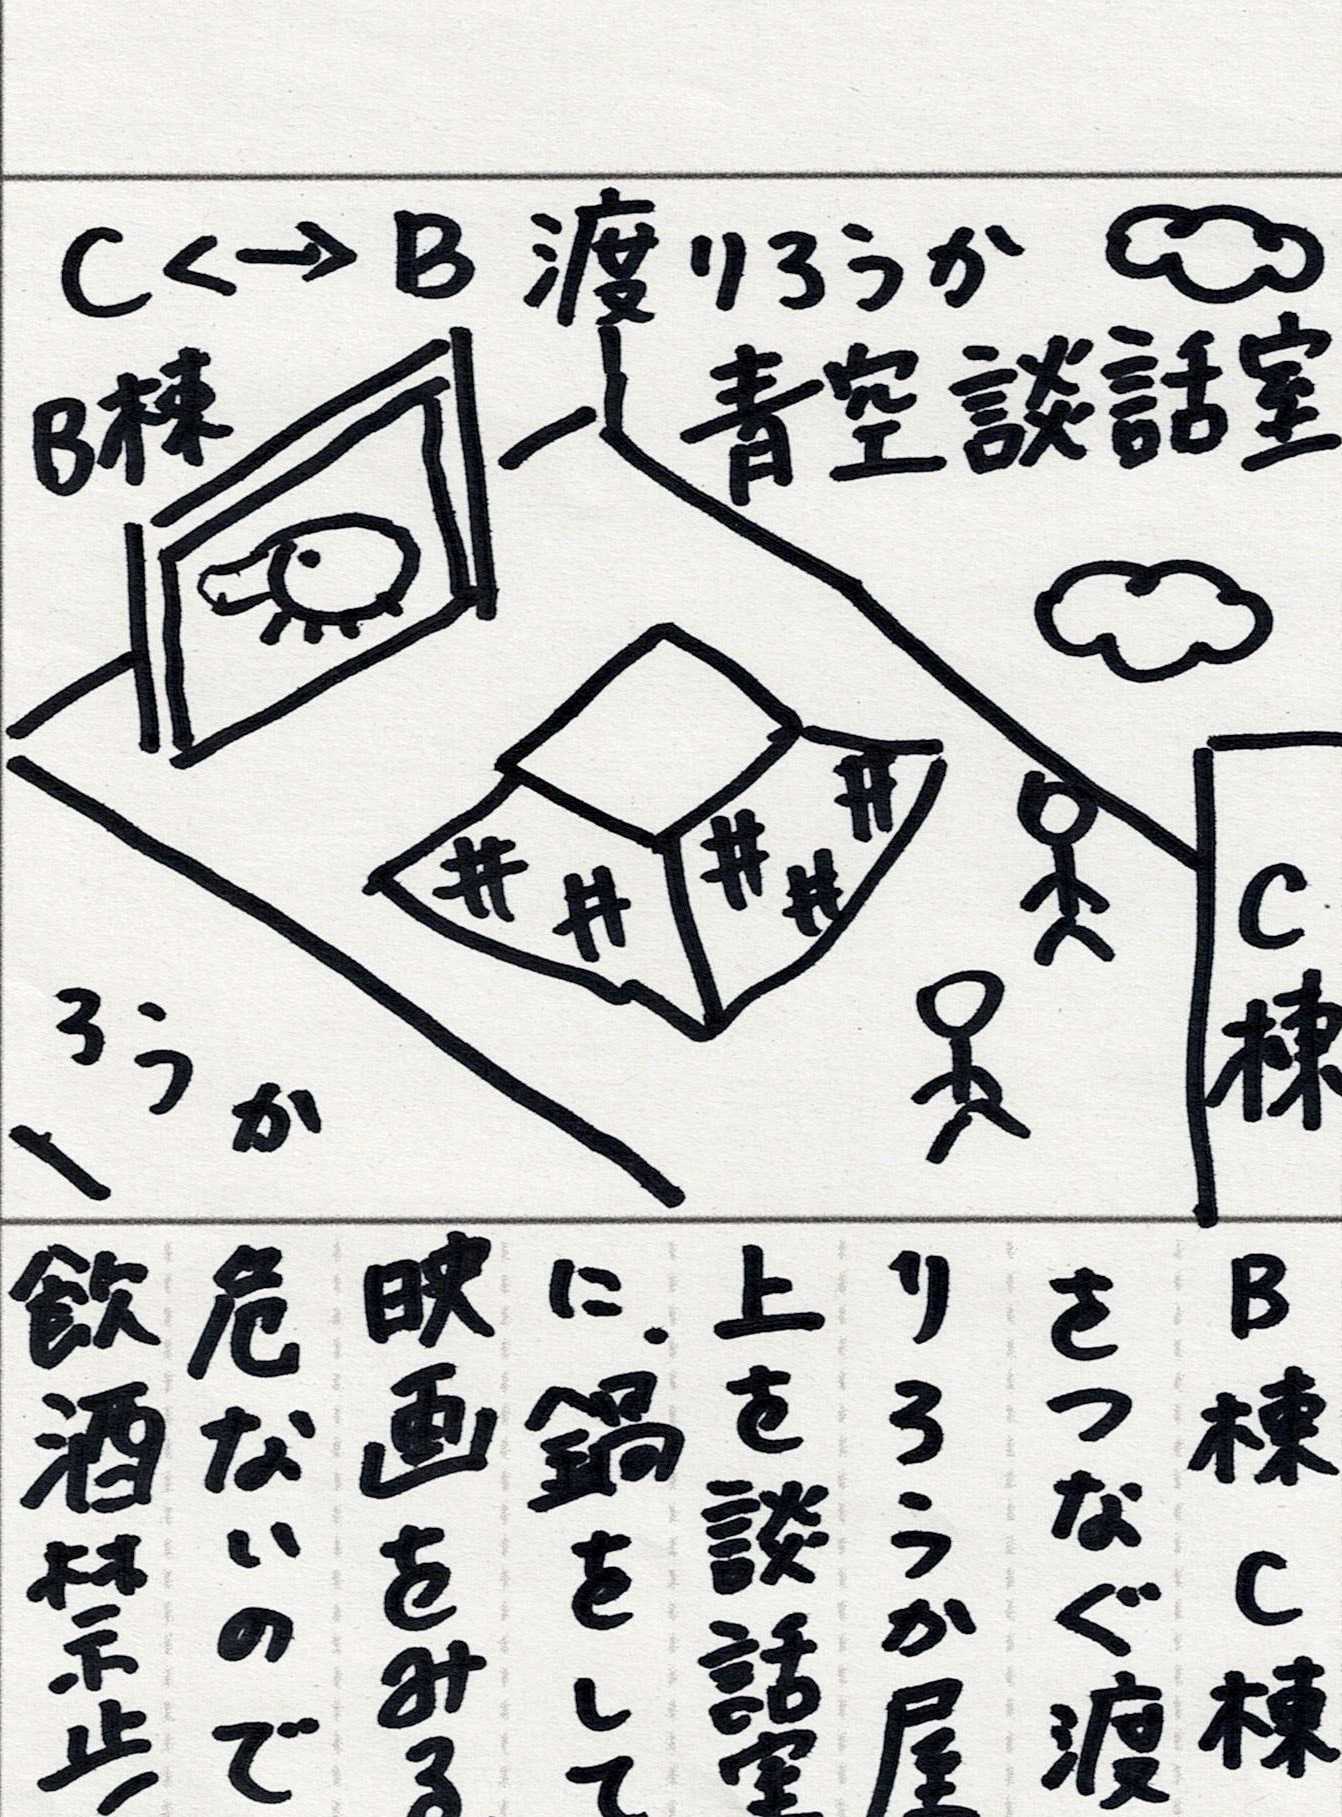 C<→B 渡りろうか
青空談話室
B棟
C棟
ろうか
B棟C棟
をつなぐ渡
りろうか屋
上を談話室
に.鍋をして
映画をみる
危ないので
飲酒禁止